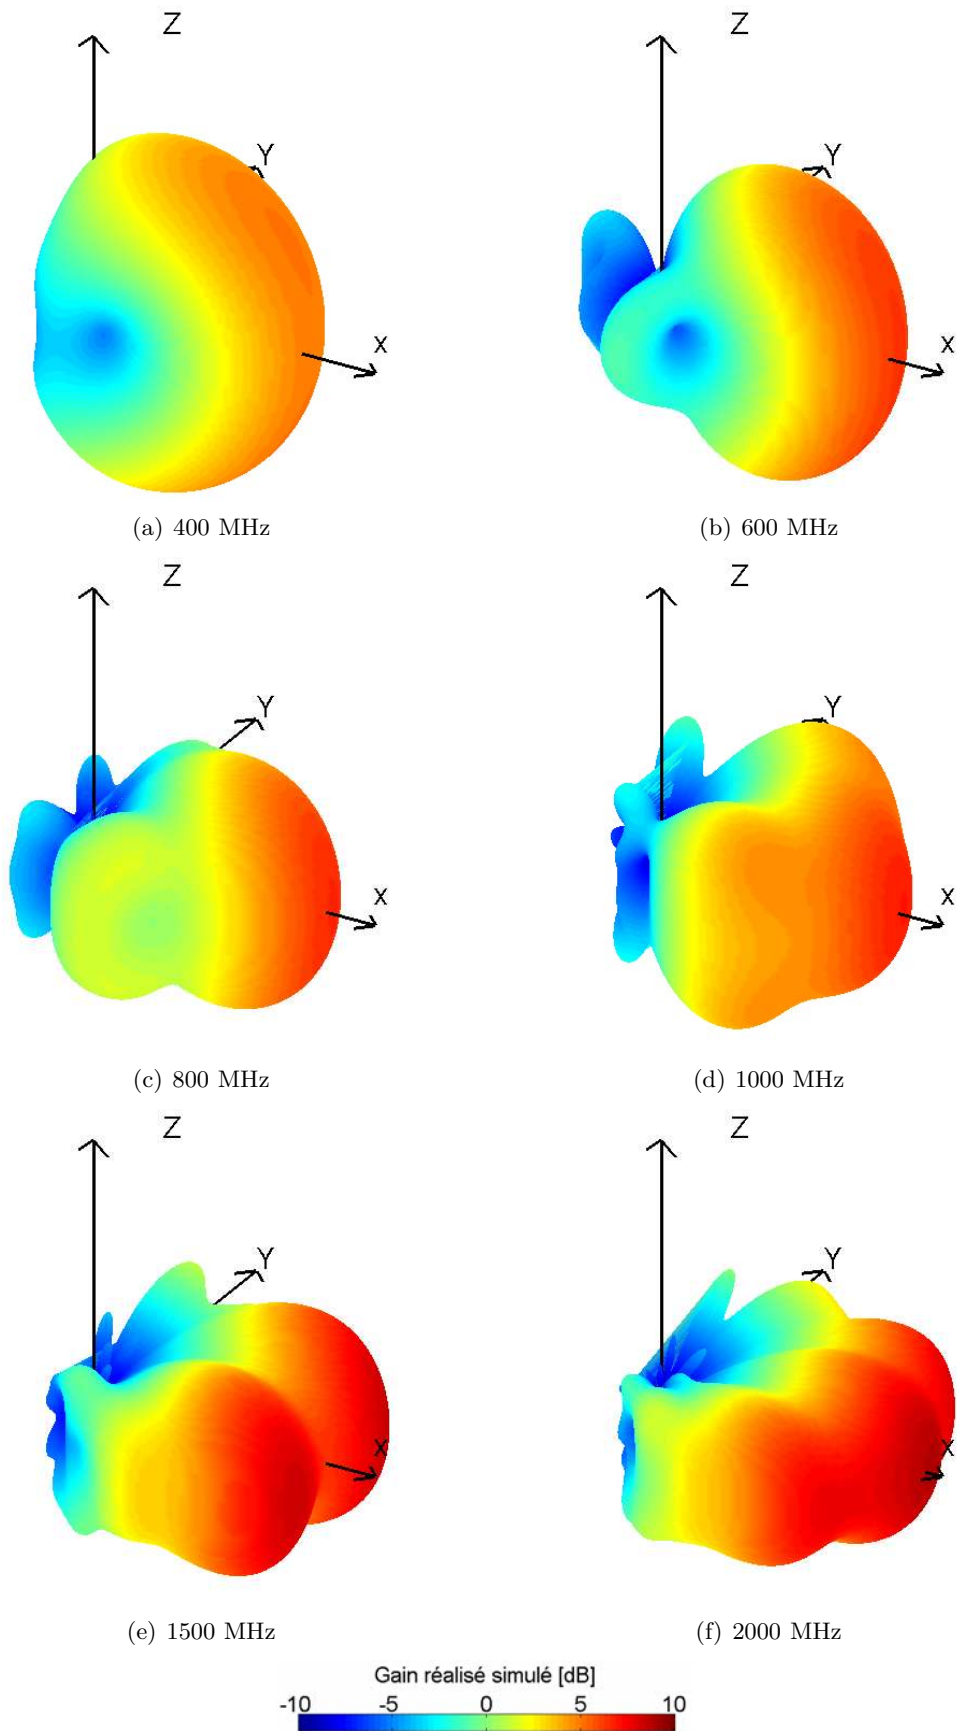 Z
Y
X
(a) 400 MHz
Z
Y
X
(b) 600 MHz
Z
Y
X
(c) 800 MHz
Z
Y
X
(d) 1000 MHz
Z
Y
X
(e) 1500 MHz
Z
Y
X
(f) 2000 MHz
Gain réalisé simulé [dB]
-10 -5 0 5 10